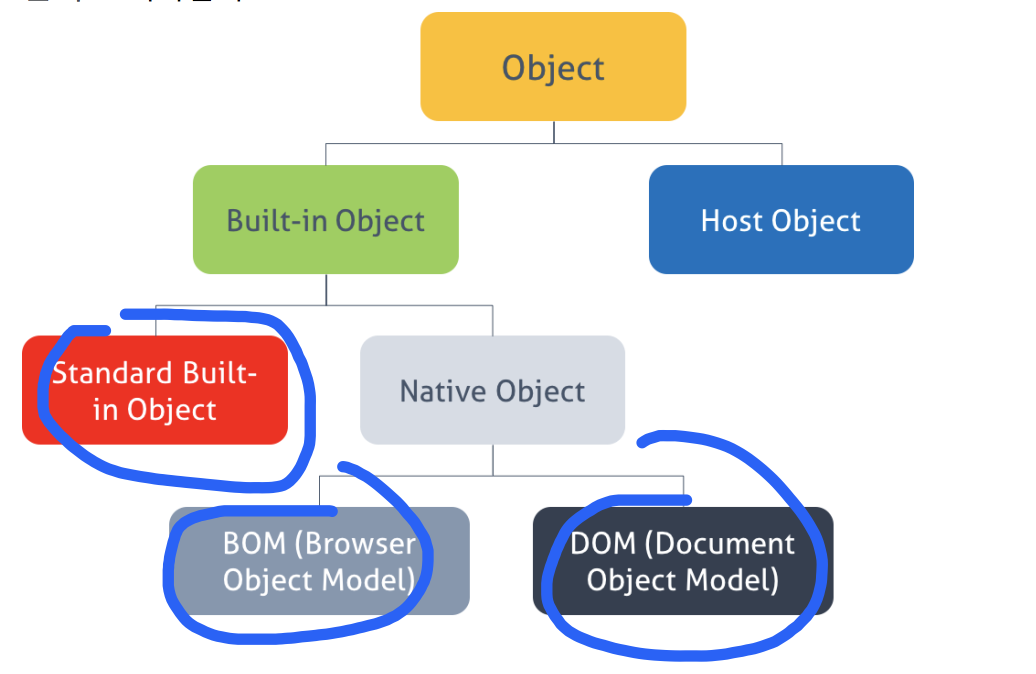 Object
Built-in Object
Host Object
Standard Built-
in Object
Native Object
BOM (Browser
Object Model)
DOM (Document
Object Model)